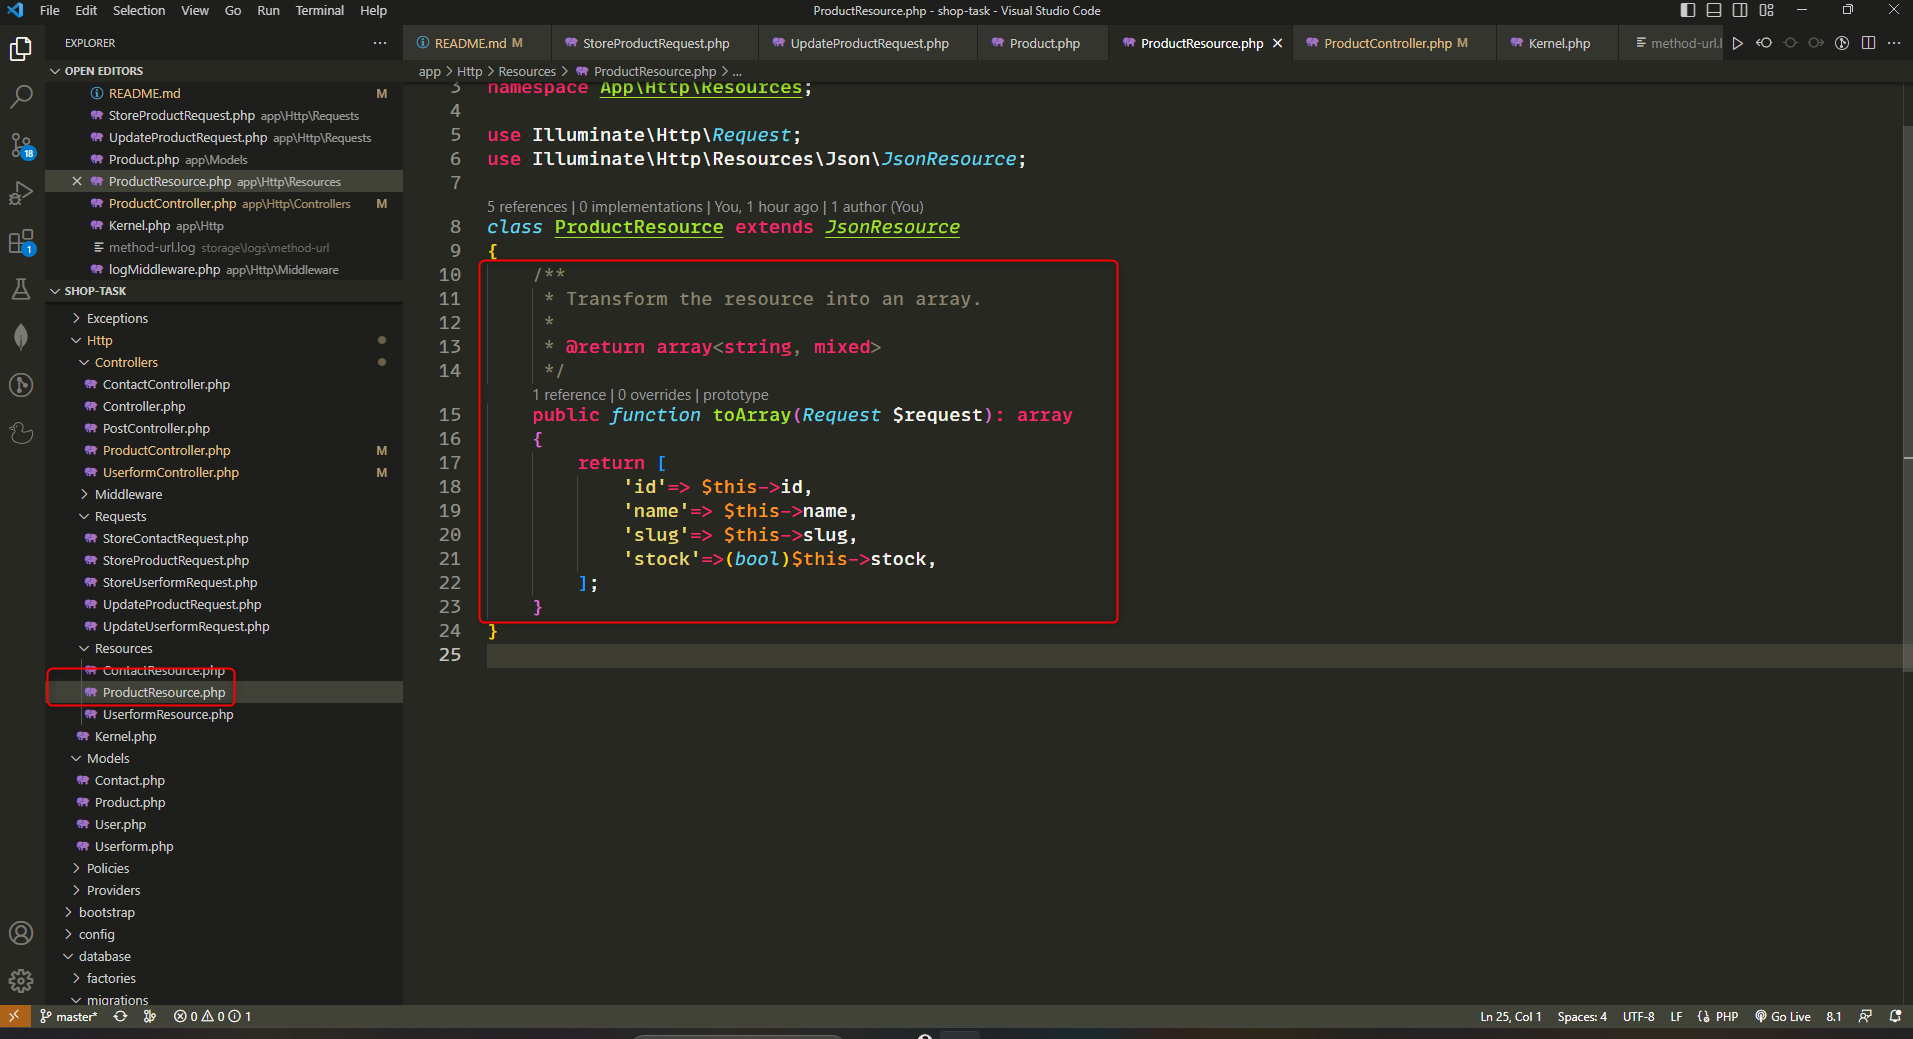 File Edit Selection View Go Run Terminal Help
ProductResource.php - shop-task - Visual Studio Code
EXPLORER
README.md M
StoreProductRequest.php
UpdateProductRequest.php
Product.php
ProductResource.php
ProductController.php M
Kernel.php
method-url.l
OPEN EDITORS
README.md M
StoreProductRequest.php app\Http\Requests
UpdateProductRequest.php app\Http\Requests
Product.php app\Models
ProductResource.php app\Http\Resources
ProductController.php app\Http\Controllers M
Kernel.php app\Http
method-url.log storage\logs\method-url
logMiddleware.php app\Http\Middleware
SHOP-TASK
Exceptions
Http
Controllers
ContactController.php
Controller.php
PostController.php
ProductController.php M
UserformController.php M
Middleware
Requests
StoreContactRequest.php
StoreProductRequest.php
StoreUserformRequest.php
UpdateProductRequest.php
UpdateUserformRequest.php
Resources
ContactResource.php
ProductResource.php
UserformResource.php
Kernel.php
Models
Contact.php
Product.php
User.php
Userform.php
Policies
Providers
bootstrap
config
database
factories
migrations
18
1
app > Http > Resources > ProductResource.php > ...
3 namespace App\Http\Resources;
4
5 use Illuminate\Http\Request;
6 use Illuminate\Http\Resources\Json\JsonResource;
7
5 references | 0 implementations | You, 1 hour ago | 1 author (You)
8 class ProductResource extends JsonResource
9 {
10 /**
11 * Transform the resource into an array.
12 *
13 * @return array<string, mixed>
14 */
1 reference | 0 overrides | prototype
15 public function toArray(Request $request): array
16 {
17 return [
18 'id'=> $this->id,
19 'name'=> $this->name,
20 'slug'=> $this->slug,
21 'stock'=>(bool)$this->stock,
22 ];
23 }
24 }
25
master* 0 0 1
Ln 25, Col 1 Spaces: 4 UTF-8 LF PHP Go Live 8.1